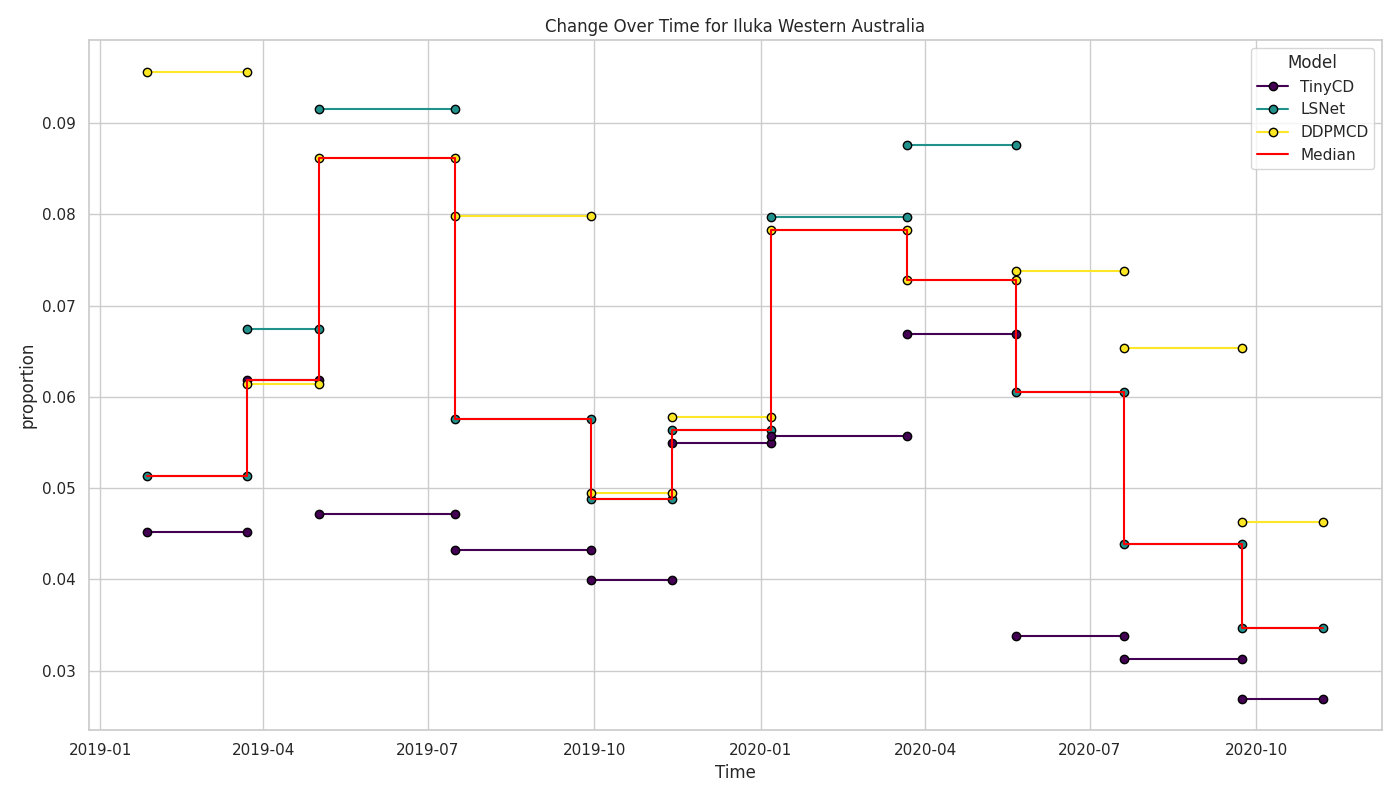 Change Over Time for Iluka Western Australia
Model
TinyCD
LSNet
DDPMCD
Median
proportion
0.09
0.08
0.07
0.06
0.05
0.04
0.03
2019-01
2019-04
2019-07
2019-10
2020-01
2020-04
2020-07
2020-10
Time